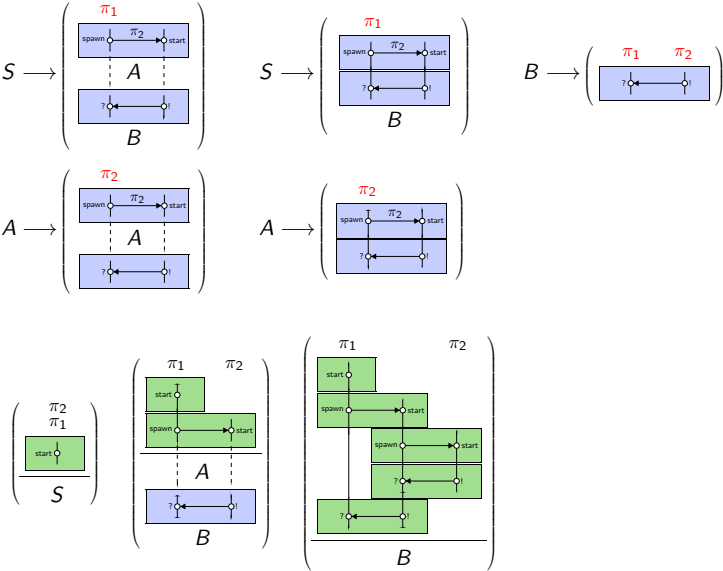 π1
spawn π2 start
A
? !
B
S ⟶
π1
spawn π2 start
? !
B
S ⟶
π1 π2
? !
B ⟶
π2
spawn π2 start
A
? !
A ⟶
π2
spawn π2 start
? !
A ⟶
π2
π1
start
S
π1 π2
start
spawn start
A
? !
B
π1 π2
start
spawn start
spawn start
? !
? !
B